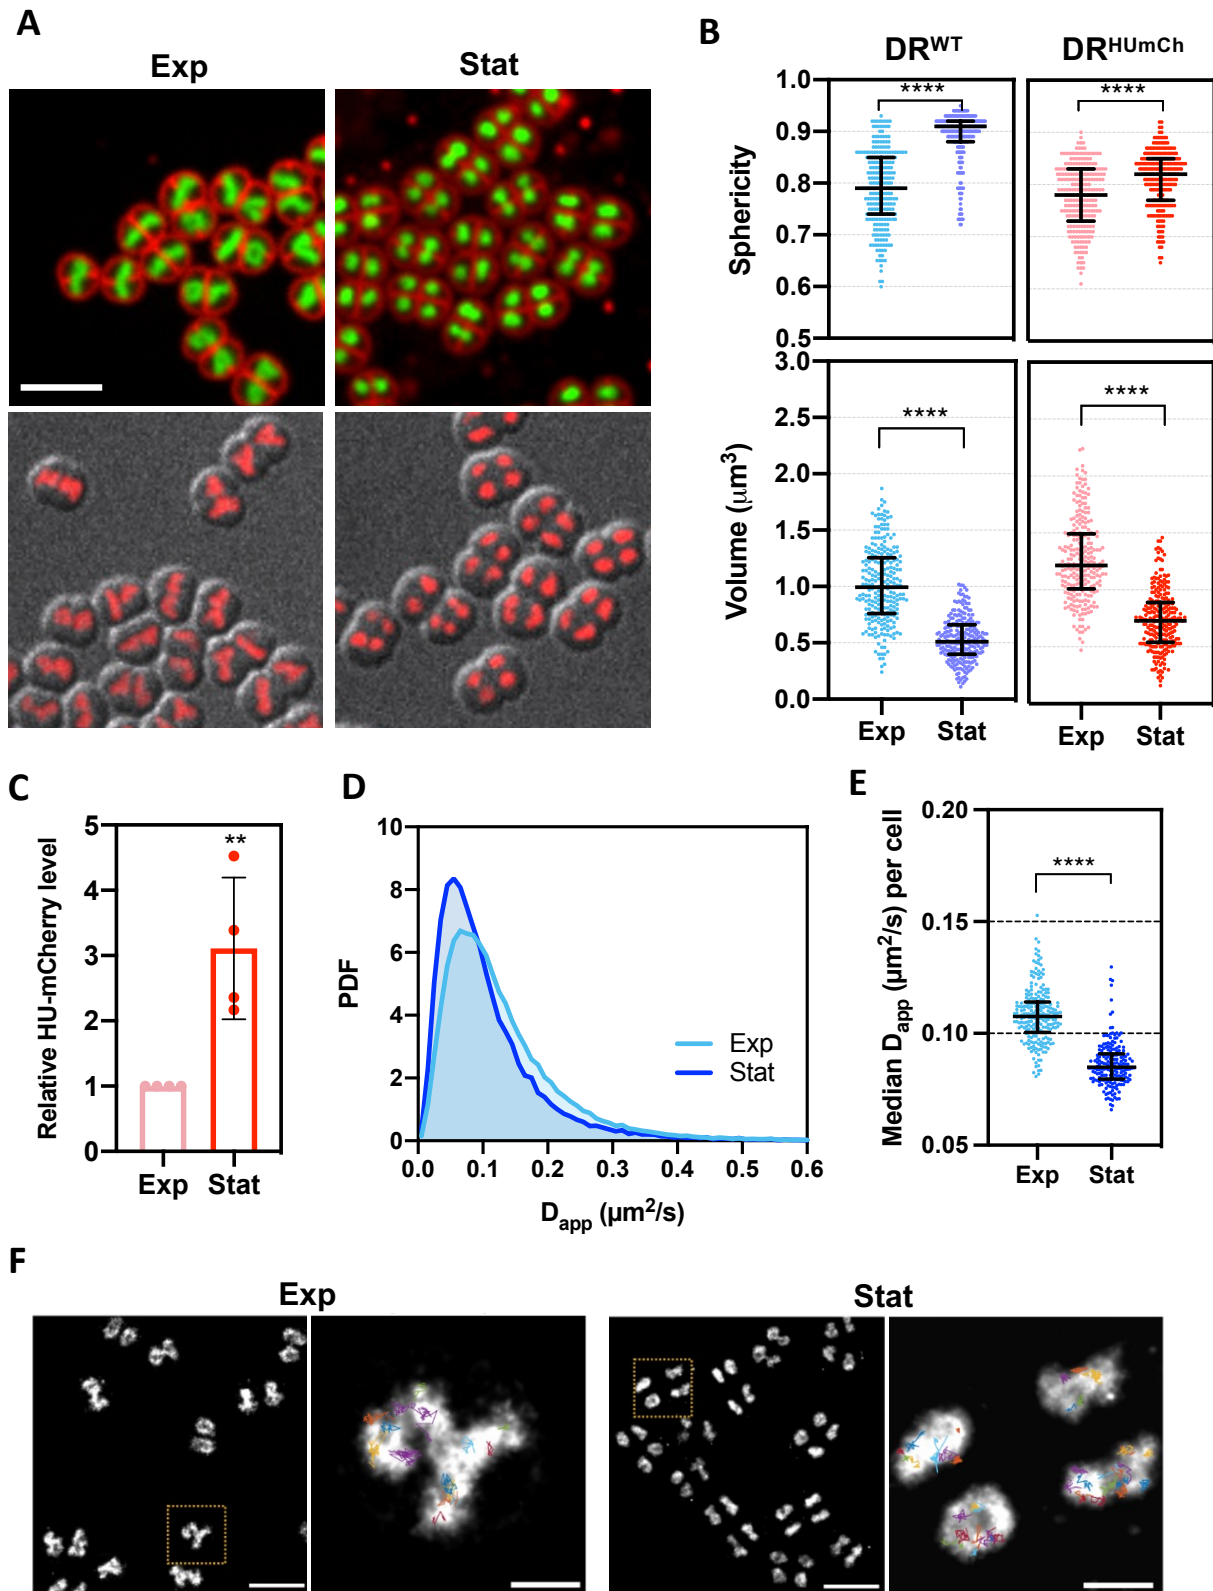 A
Exp
Stat
B
DR^WT
DR^HUmCh
Sphericity
1.0
0.9
0.8
0.7
0.6
0.5
****
****
Volume (μm³)
3.0
2.5
2.0
1.5
1.0
0.5
0.0
****
****
Exp
Stat
Exp
Stat
C
Relative HU-mCherry level
5
4
3
2
1
0
**
Exp
Stat
D
PDF
10
8
6
4
2
0
Exp
Stat
0.0
0.1
0.2
0.3
0.4
0.5
0.6
D_app (μm²/s)
E
Median D_app (μm²/s) per cell
0.20
0.15
0.10
0.05
****
Exp
Stat
F
Exp
Stat